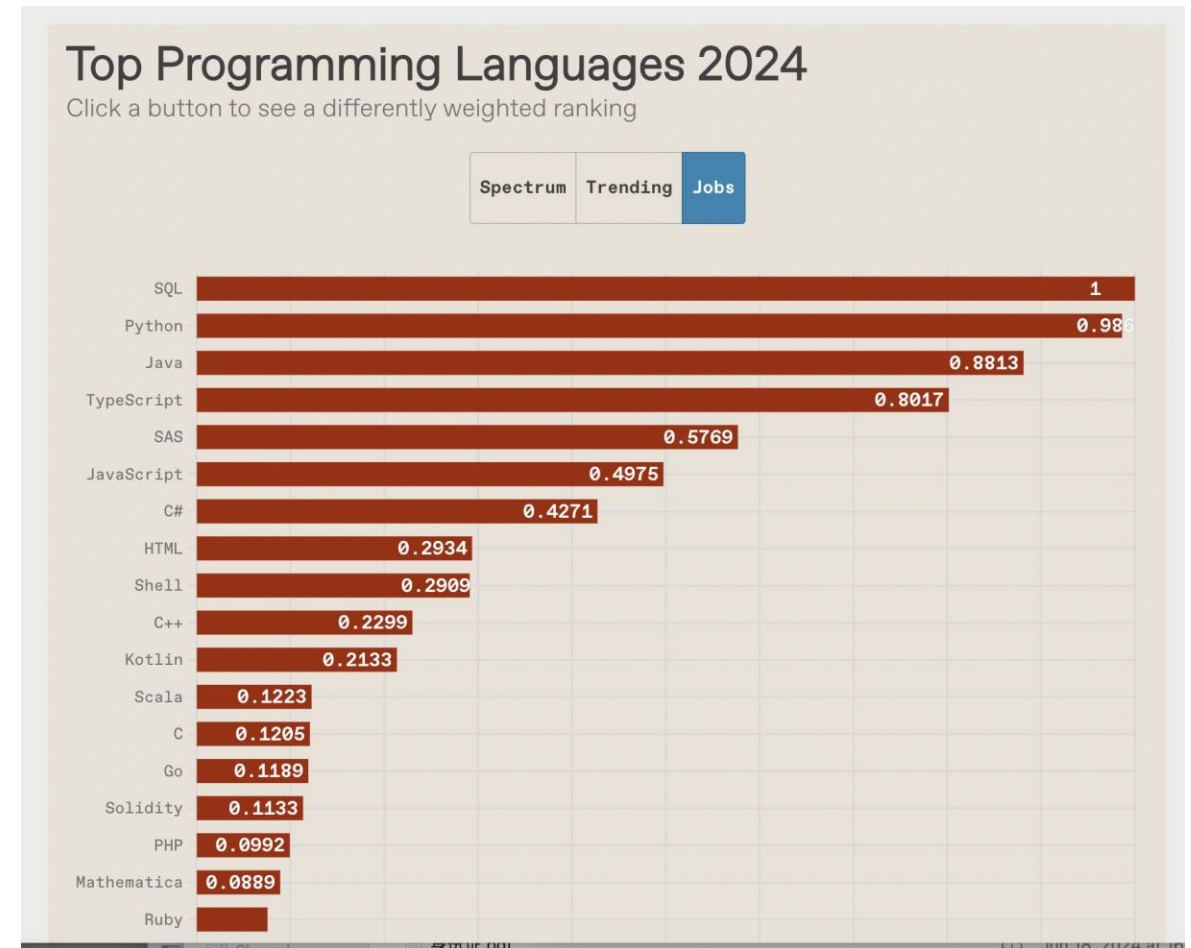 Top Programming Languages 2024
Click a button to see a differently weighted ranking
Spectrum Trending Jobs
SQL 1
Python 0.986
Java 0.8813
TypeScript 0.8017
SAS 0.5769
JavaScript 0.4975
C# 0.4271
HTML 0.2934
Shell 0.2909
C++ 0.2299
Kotlin 0.2133
Scala 0.1223
C 0.1205
Go 0.1189
Solidity 0.1133
PHP 0.0992
Mathematica 0.0889
Ruby